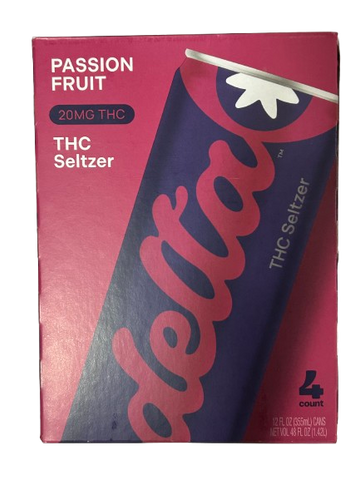 PASSION
FRUIT
20MG THC
THC
Seltzer
delta™
THC Seltzer
4
count
12 FL OZ (355mL) CANS
NET VOL 48 FL OZ (1.42L)